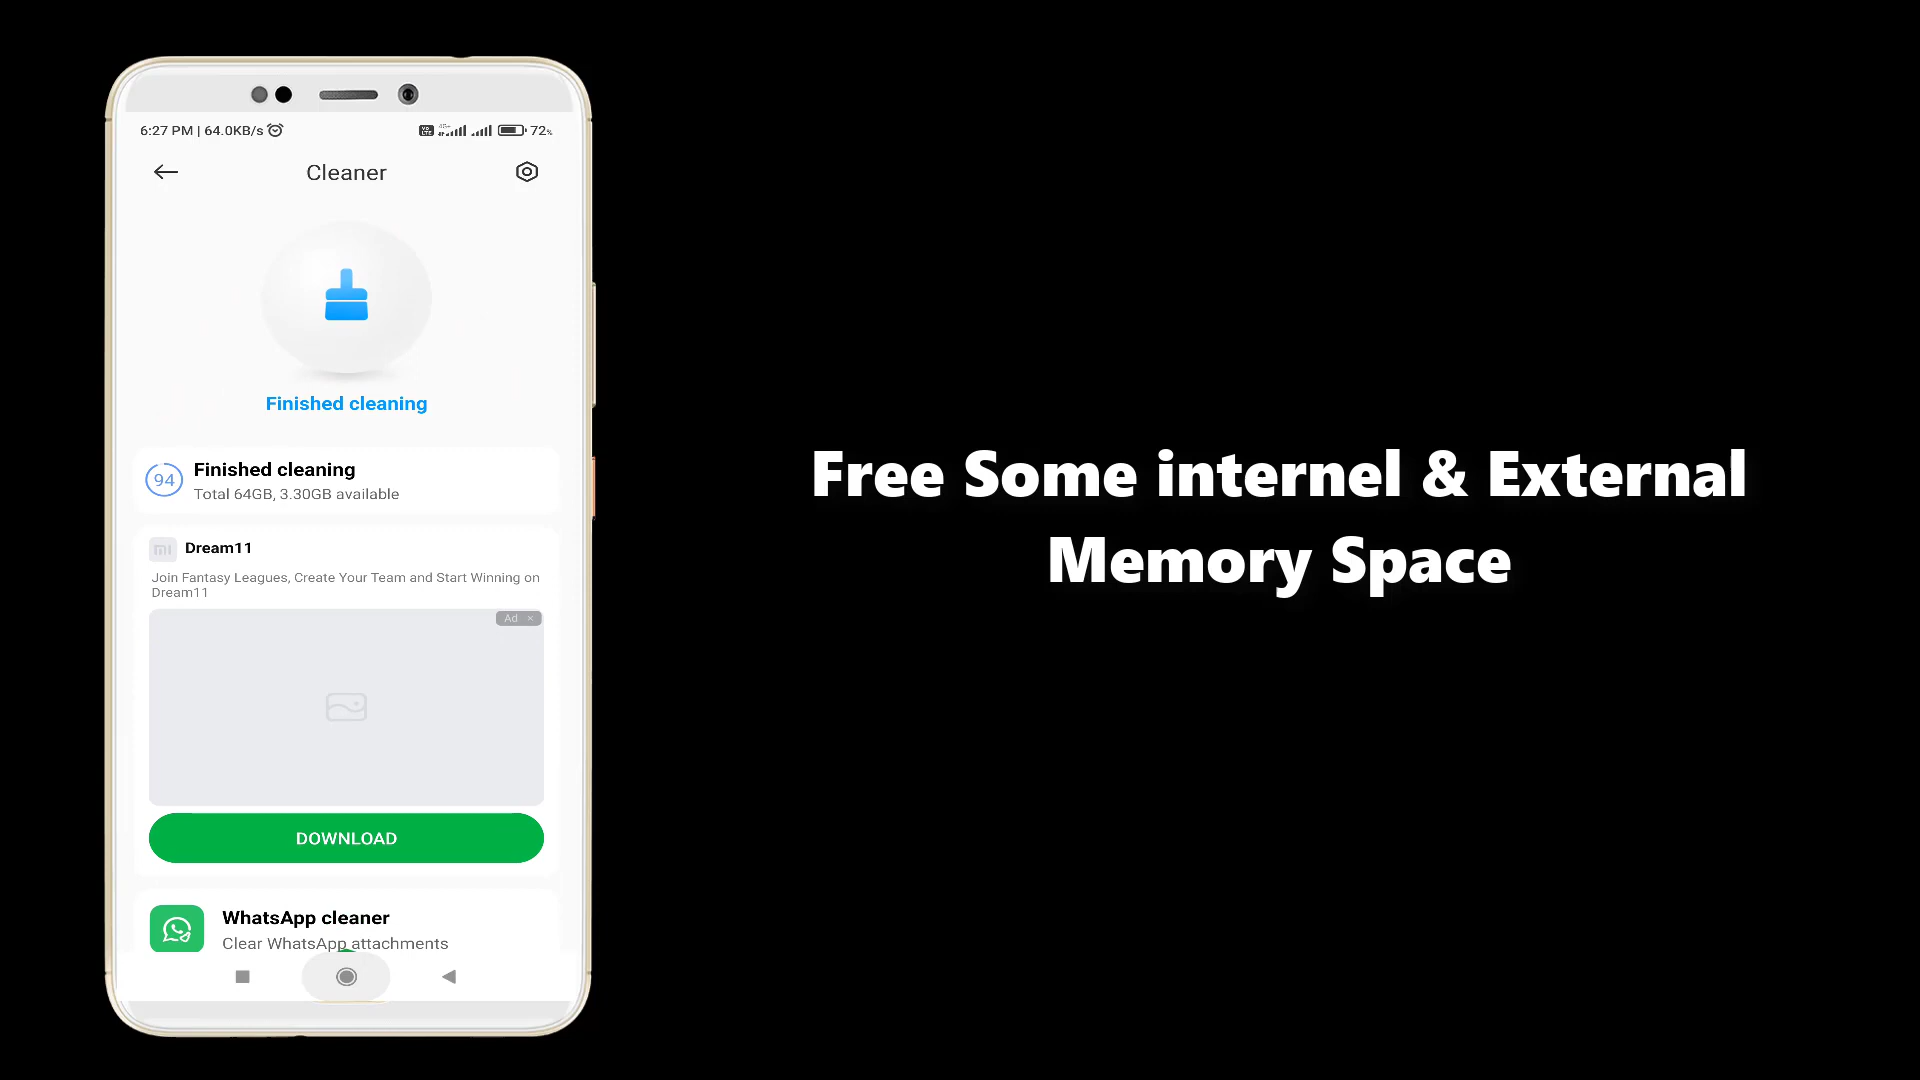 6:27 PM | 64.0KB/s 72%
Cleaner
Finished cleaning
94
Finished cleaning
Total 64GB, 3.30GB available
mi
Dream11
Join Fantasy Leagues, Create Your Team and Start Winning on
Dream11
Ad ×
DOWNLOAD
WhatsApp cleaner
Clear WhatsApp attachments
Free Some internel & External
Memory Space